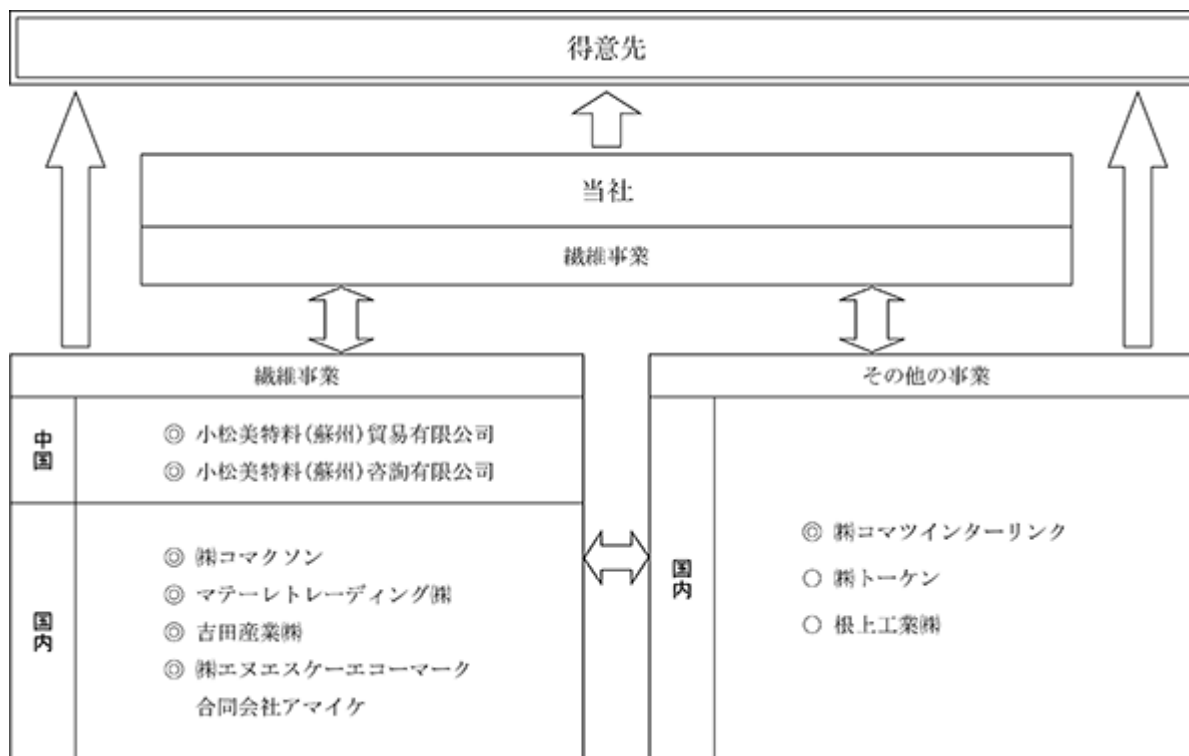 得意先
当社
繊維事業
繊維事業
中国
◎ 小松美特料(蘇州)貿易有限公司
◎ 小松美特料(蘇州)咨詢有限公司
国内
◎ ㈱コマクソン
◎ マテーレトレーディング㈱
◎ 吉田産業㈱
◎ ㈱エヌエスケーエコーマーク
合同会社アマイケ
その他の事業
国内
◎ ㈱コマツインターリンク
○ ㈱トーケン
○ 根上工業㈱